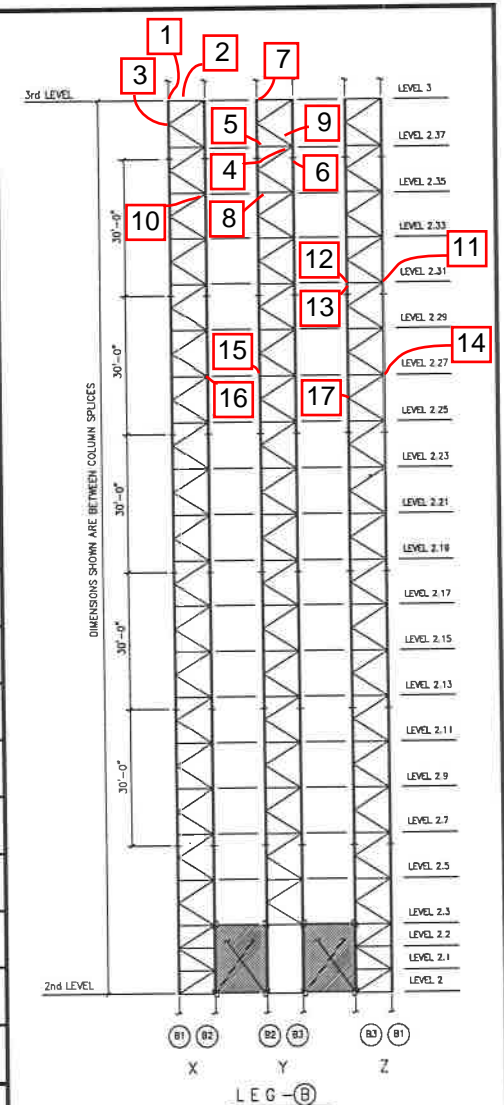 1
2
7
3
3rd LEVEL
LEVEL 3
5
9
LEVEL 2.37
4
6
10
8
LEVEL 2.35
30'-0"
LEVEL 2.33
12
11
LEVEL 2.31
13
LEVEL 2.29
30'-0"
15
14
LEVEL 2.27
16
17
LEVEL 2.25
DIMENSIONS SHOWN ARE BETWEEN COLUMN SPLICES
LEVEL 2.23
30'-0"
LEVEL 2.21
LEVEL 2.19
LEVEL 2.17
30'-0"
LEVEL 2.15
LEVEL 2.13
LEVEL 2.11
30'-0"
LEVEL 2.9
LEVEL 2.7
LEVEL 2.5
LEVEL 2.3
LEVEL 2.2
LEVEL 2.1
2nd LEVEL
LEVEL 2
B1 B2 B2 B3 B3 B1
X Y Z
LEG-B